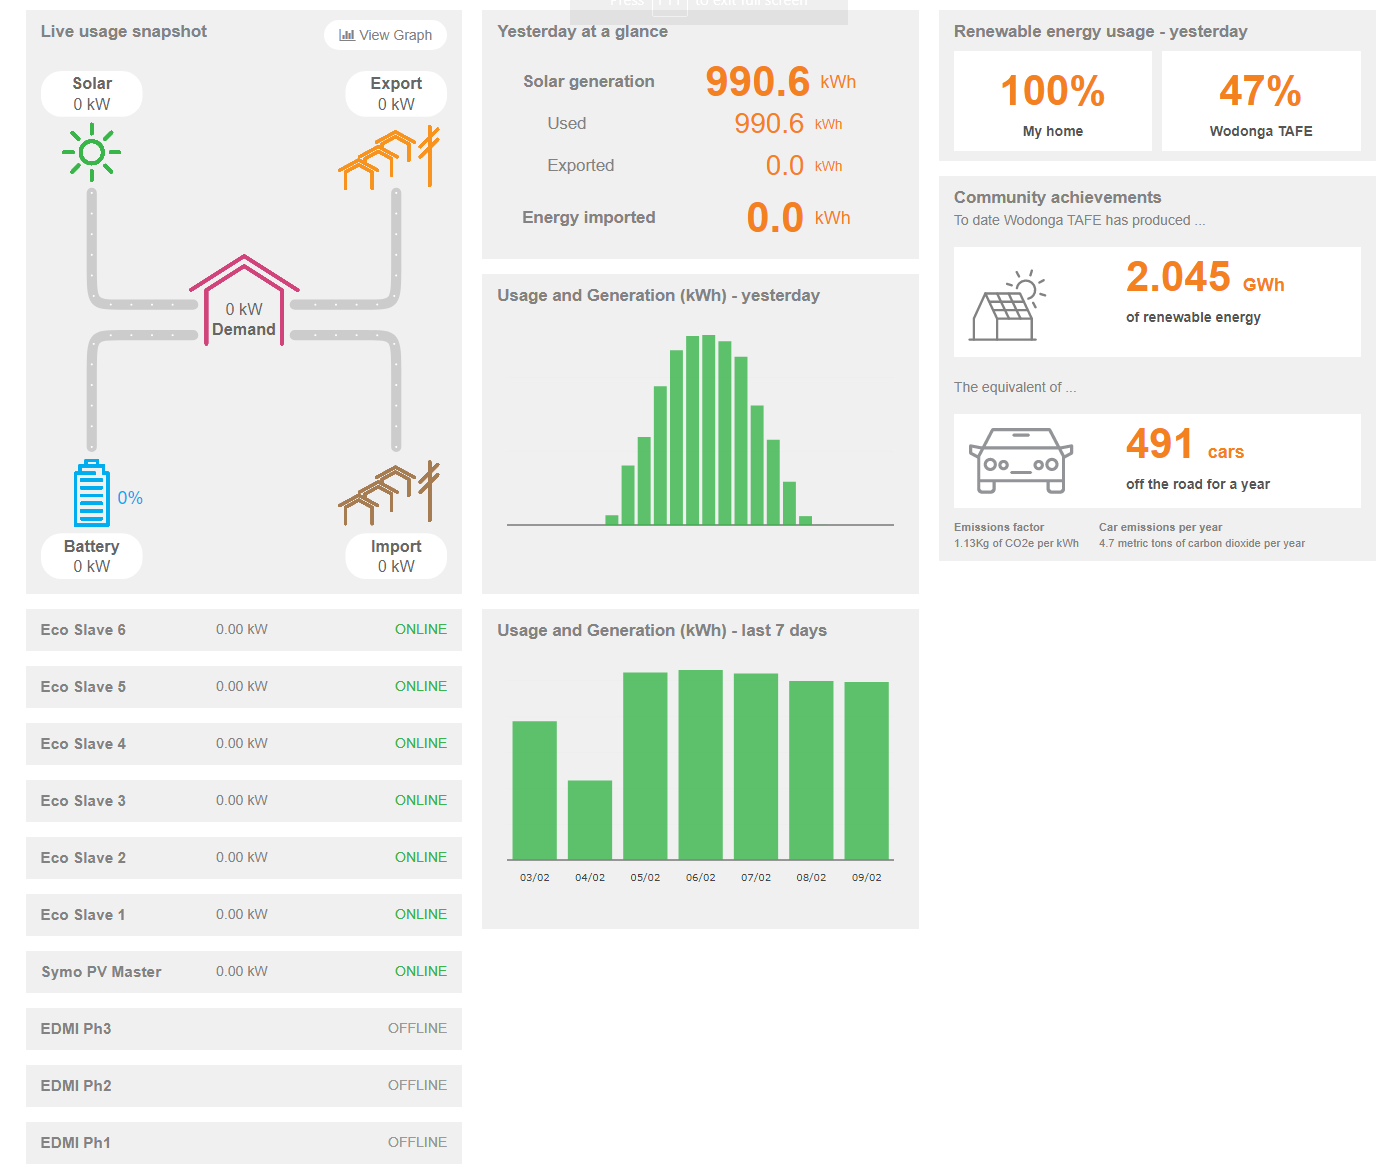 Press F11 to exit full screen
Live usage snapshot
View Graph
Solar
0 kW
Export
0 kW
0 kW
Demand
0%
Battery
0 kW
Import
0 kW
Eco Slave 6 0.00 kW ONLINE
Eco Slave 5 0.00 kW ONLINE
Eco Slave 4 0.00 kW ONLINE
Eco Slave 3 0.00 kW ONLINE
Eco Slave 2 0.00 kW ONLINE
Eco Slave 1 0.00 kW ONLINE
Symo PV Master 0.00 kW ONLINE
EDMI Ph3 OFFLINE
EDMI Ph2 OFFLINE
EDMI Ph1 OFFLINE
Yesterday at a glance
Solar generation 990.6 kWh
Used 990.6 kWh
Exported 0.0 kWh
Energy imported 0.0 kWh
Usage and Generation (kWh) - yesterday
Usage and Generation (kWh) - last 7 days
03/02 04/02 05/02 06/02 07/02 08/02 09/02
Renewable energy usage - yesterday
100%
My home
47%
Wodonga TAFE
Community achievements
To date Wodonga TAFE has produced ...
2.045 GWh
of renewable energy
The equivalent of ...
491 cars
off the road for a year
Emissions factor
1.13Kg of CO2e per kWh
Car emissions per year
4.7 metric tons of carbon dioxide per year